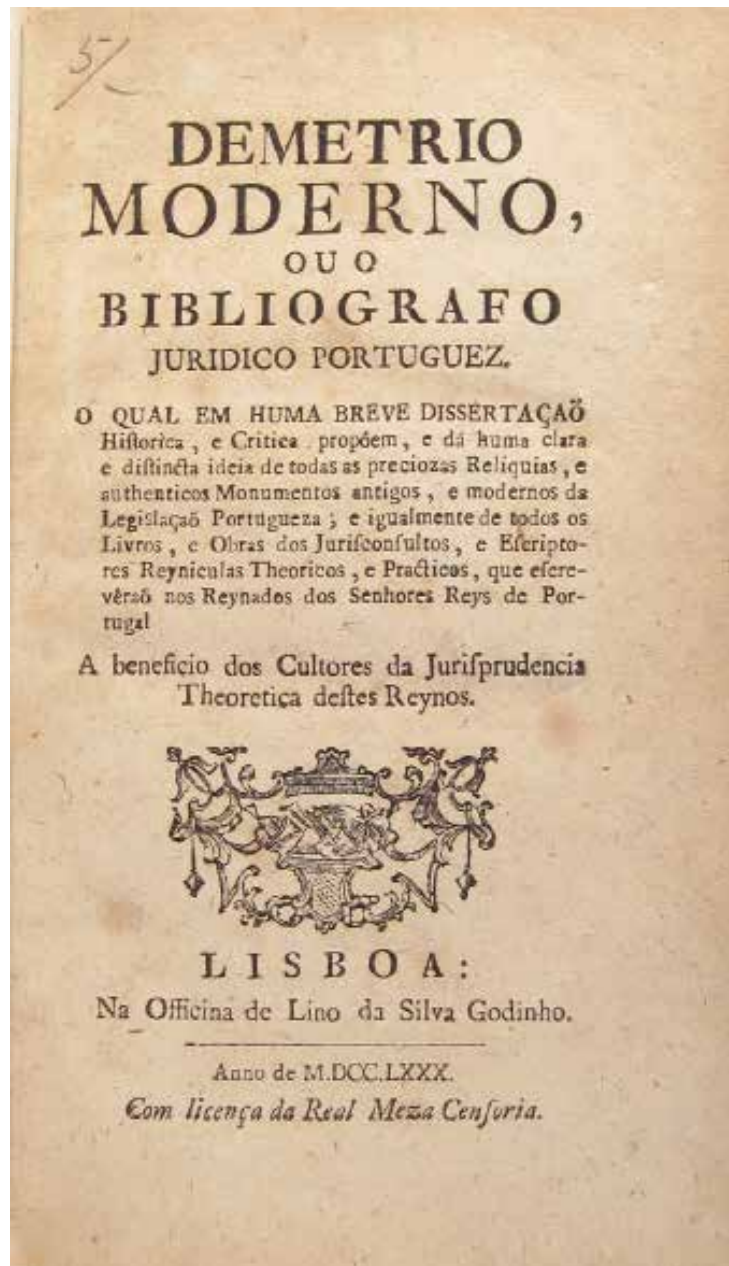 5/
DEMETRIO
MODERNO,
OU O
BIBLIOGRAFO
JURIDICO PORTUGUEZ.
O QUAL EM HUMA BREVE DISSERTAÇAÕ
Hiſtorica, e Critica propõem, e dá huma clara
e diſtincta ideia de todas as preciozas Reliquias, e
authenticos Monumentos antigos, e modernos da
Legislaçaõ Portugueza; e igualmente de todos os
Livros, e Obras dos Juriſconſultos, e Eſcripto-
res Reyniculas Theoricos, e Practicos, que eſcre-
vêraõ nos Reynados dos Senhores Reys de Por-
tugal
A beneficio dos Cultores da Juriſprudencia
Theoretica deſtes Reynos.
LISBOA:
Na Officina de Lino da Silva Godinho.
Anno de M.DCC.LXXX.
Com licença da Real Meza Cenſoria.